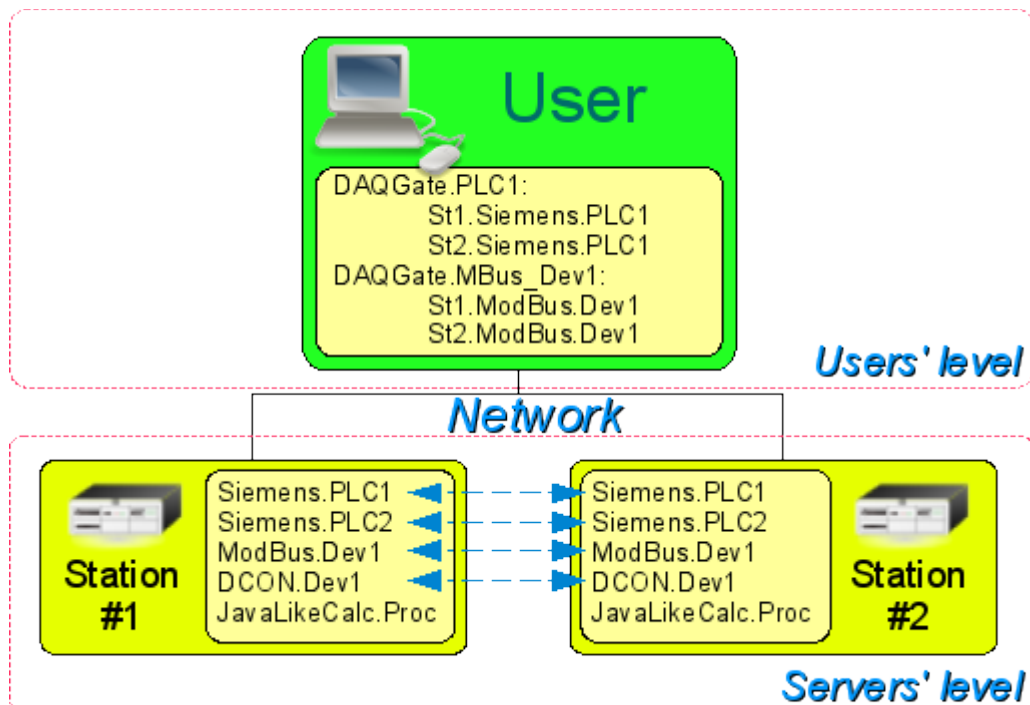 User
DAQGate.PLC1:
St1.Siemens.PLC1
St2.Siemens.PLC1
DAQGate.MBus_Dev1:
St1.ModBus.Dev1
St2.ModBus.Dev1
Users' level
Network
Station
#1
Siemens.PLC1
Siemens.PLC2
ModBus.Dev1
DCON.Dev1
JavaLikeCalc.Proc
Siemens.PLC1
Siemens.PLC2
ModBus.Dev1
DCON.Dev1
JavaLikeCalc.Proc
Station
#2
Servers' level